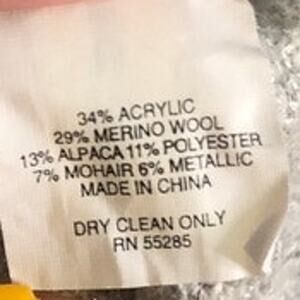 34% ACRYLIC
29% MERINO WOOL
13% ALPACA 11% POLYESTER
7% MOHAIR 6% METALLIC
MADE IN CHINA
DRY CLEAN ONLY
RN 55285